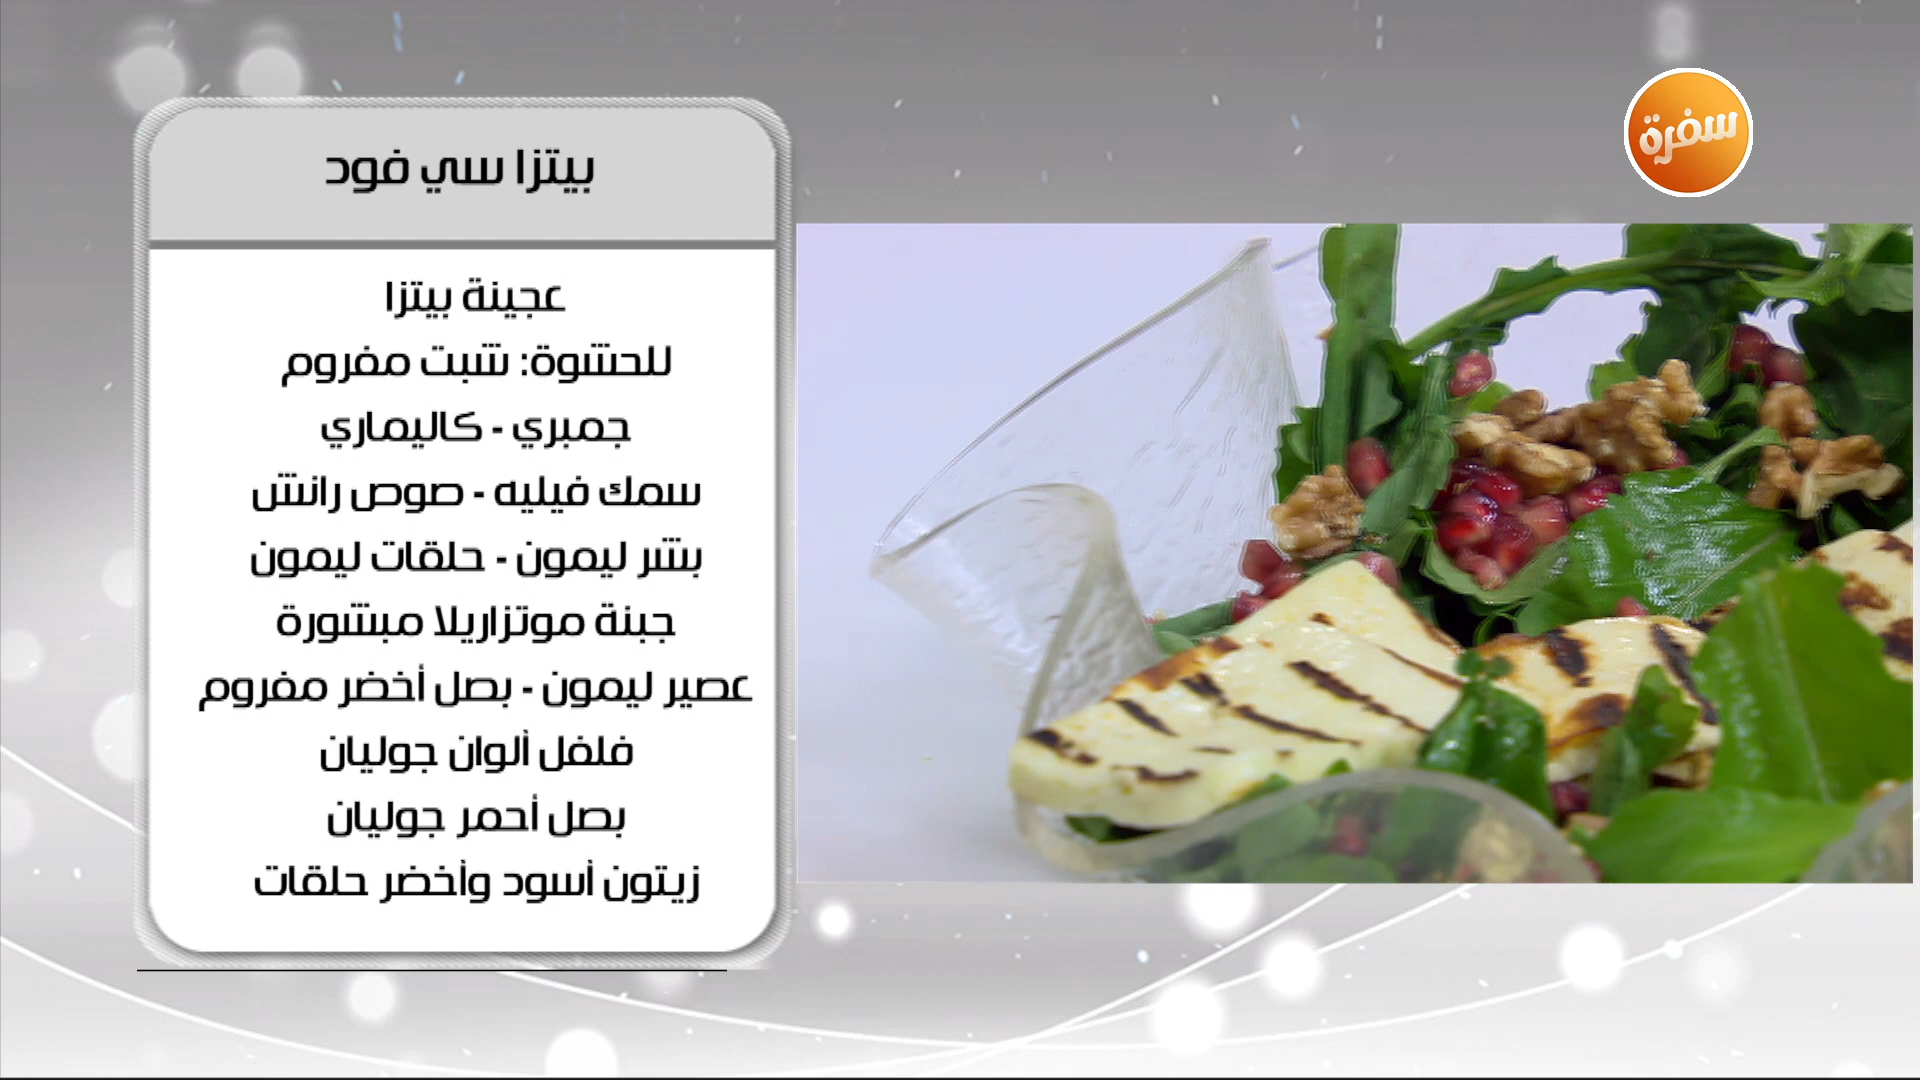 سفرة
بيتزا سي فود
عجينة بيتزا
للحشوة: شبت مفروم
جمبري - كاليماري
سمك فيليه - صوص رانش
بشر ليمون - حلقات ليمون
جبنة موتزاريلا مبشورة
عصير ليمون - بصل أخضر مفروم
فلفل ألوان جوليان
بصل أحمر جوليان
زيتون أسود وأخضر حلقات